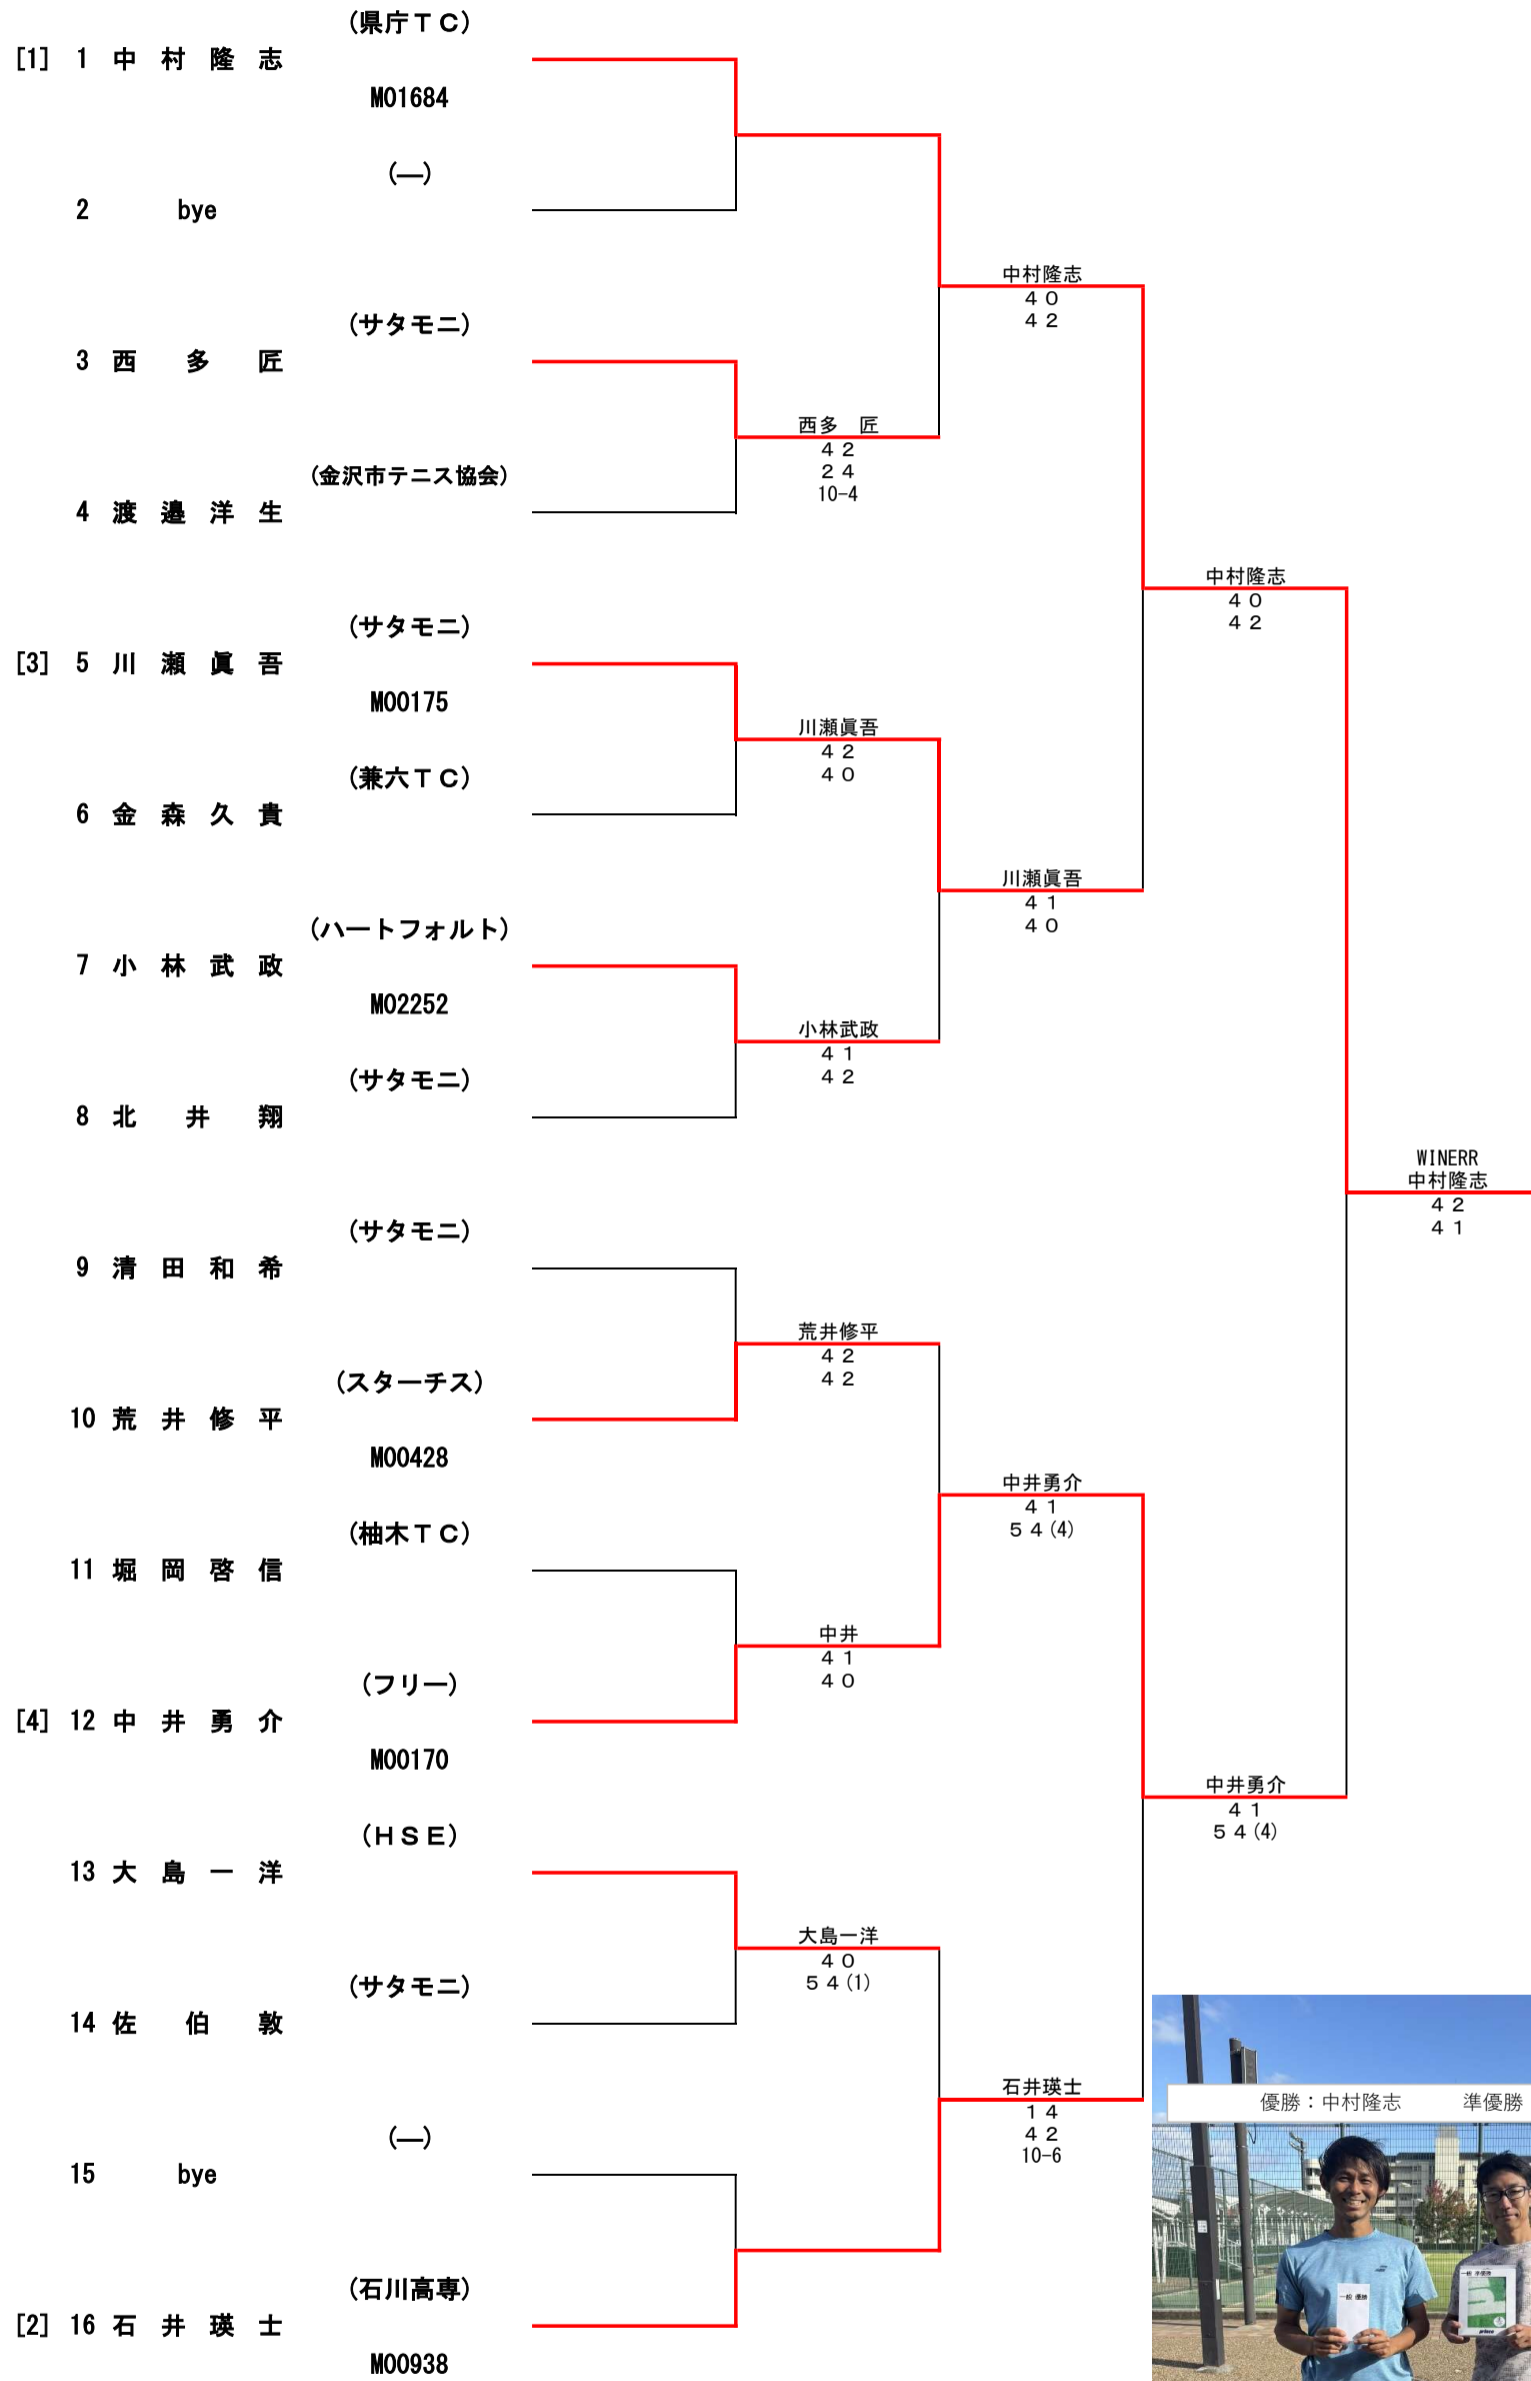 (県庁ＴＣ)
[1] 1 中 村 隆 志
M01684
(―)
2 bye
中村隆志
４０
４２
(サタモニ)
3 西 多 匠
西多 匠
４２
２４
10-4
(金沢市テニス協会)
4 渡 邉 洋 生
中村隆志
４０
４２
(サタモニ)
[3] 5 川 瀬 眞 吾
M00175
川瀬眞吾
４２
４０
(兼六ＴＣ)
6 金 森 久 貴
川瀬眞吾
４１
４０
(ハートフォルト)
7 小 林 武 政
M02252
小林武政
４１
４２
(サタモニ)
8 北 井 翔
WINERR
中村隆志
４２
４１
(サタモニ)
9 清 田 和 希
荒井修平
４２
４２
(スターチス)
10 荒 井 修 平
M00428
中井勇介
４１
５４(4)
(柚木ＴＣ)
11 堀 岡 啓 信
中井
４１
４０
(フリー)
[4] 12 中 井 勇 介
M00170
中井勇介
４１
５４(4)
(ＨＳＥ)
13 大 島 一 洋
大島一洋
４０
５４(1)
(サタモニ)
14 佐 伯 敦
石井瑛士
１４
４２
10-6
(―)
15 bye
(石川高専)
[2] 16 石 井 瑛 士
M00938
優勝：中村隆志 準優勝
一般 優勝
一般 準優勝
prince